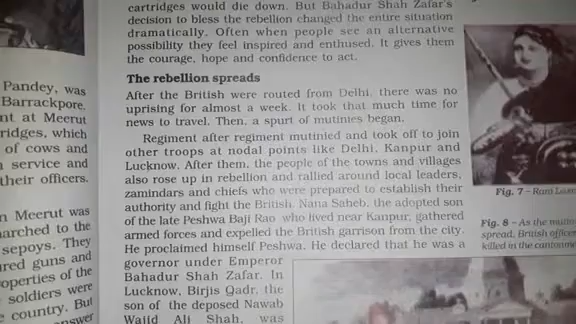 Pandey, was
Barrackpore.
nt at Meerut
ridges, which
of cows and
service and
their officers.
n Meerut was
arched to the
sepoys. They
red guns and
operties of the
soldiers were
country. But
answer
cartridges would die down. But Bahadur Shah Zafar's
decision to bless the rebellion changed the entire situation
dramatically. Often when people see an alternative
possibility they feel inspired and enthused. It gives them
the courage, hope and confidence to act.
The rebellion spreads
After the British were routed from Delhi, there was no
uprising for almost a week. It took that much time for
news to travel. Then, a spurt of mutinies began.
Regiment after regiment mutinied and took off to join
other troops at nodal points like Delhi, Kanpur and
Lucknow. After them, the people of the towns and villages
also rose up in rebellion and rallied around local leaders,
zamindars and chiefs who were prepared to establish their
authority and fight the British. Nana Saheb, the adopted son
of the late Peshwa Baji Rao who lived near Kanpur, gathered
armed forces and expelled the British garrison from the city.
He proclaimed himself Peshwa. He declared that he was a
governor under Emperor
Bahadur Shah Zafar. In
Lucknow, Birjis Qadr, the
son of the deposed Nawab
Wajid Ali Shah, was
Fig. 7 – Rani
Fig. 8 – As the
spread, British
killed in the